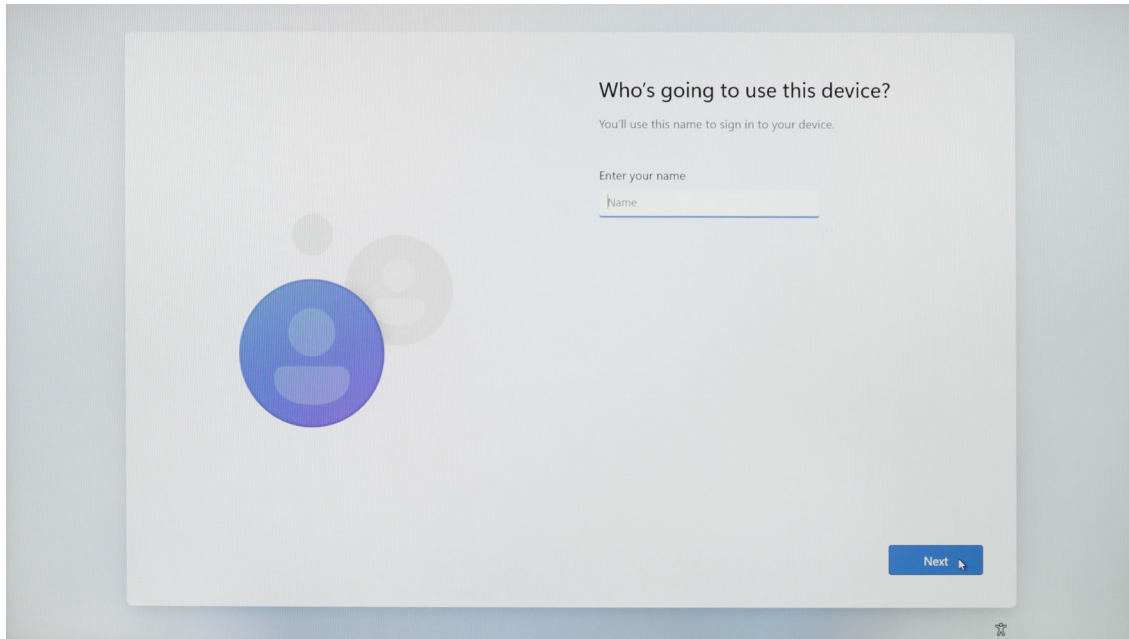 Who's going to use this device?
You'll use this name to sign in to your device.
Enter your name
Name
Next